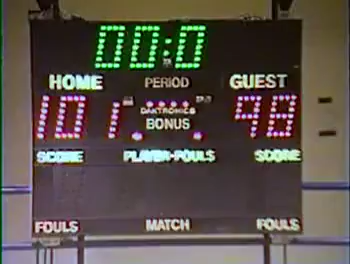 00:0
HOME PERIOD GUEST
101 DAKTRONICS 98
BONUS
SCORE PLAYER-FOULS SCORE
FOULS MATCH FOULS